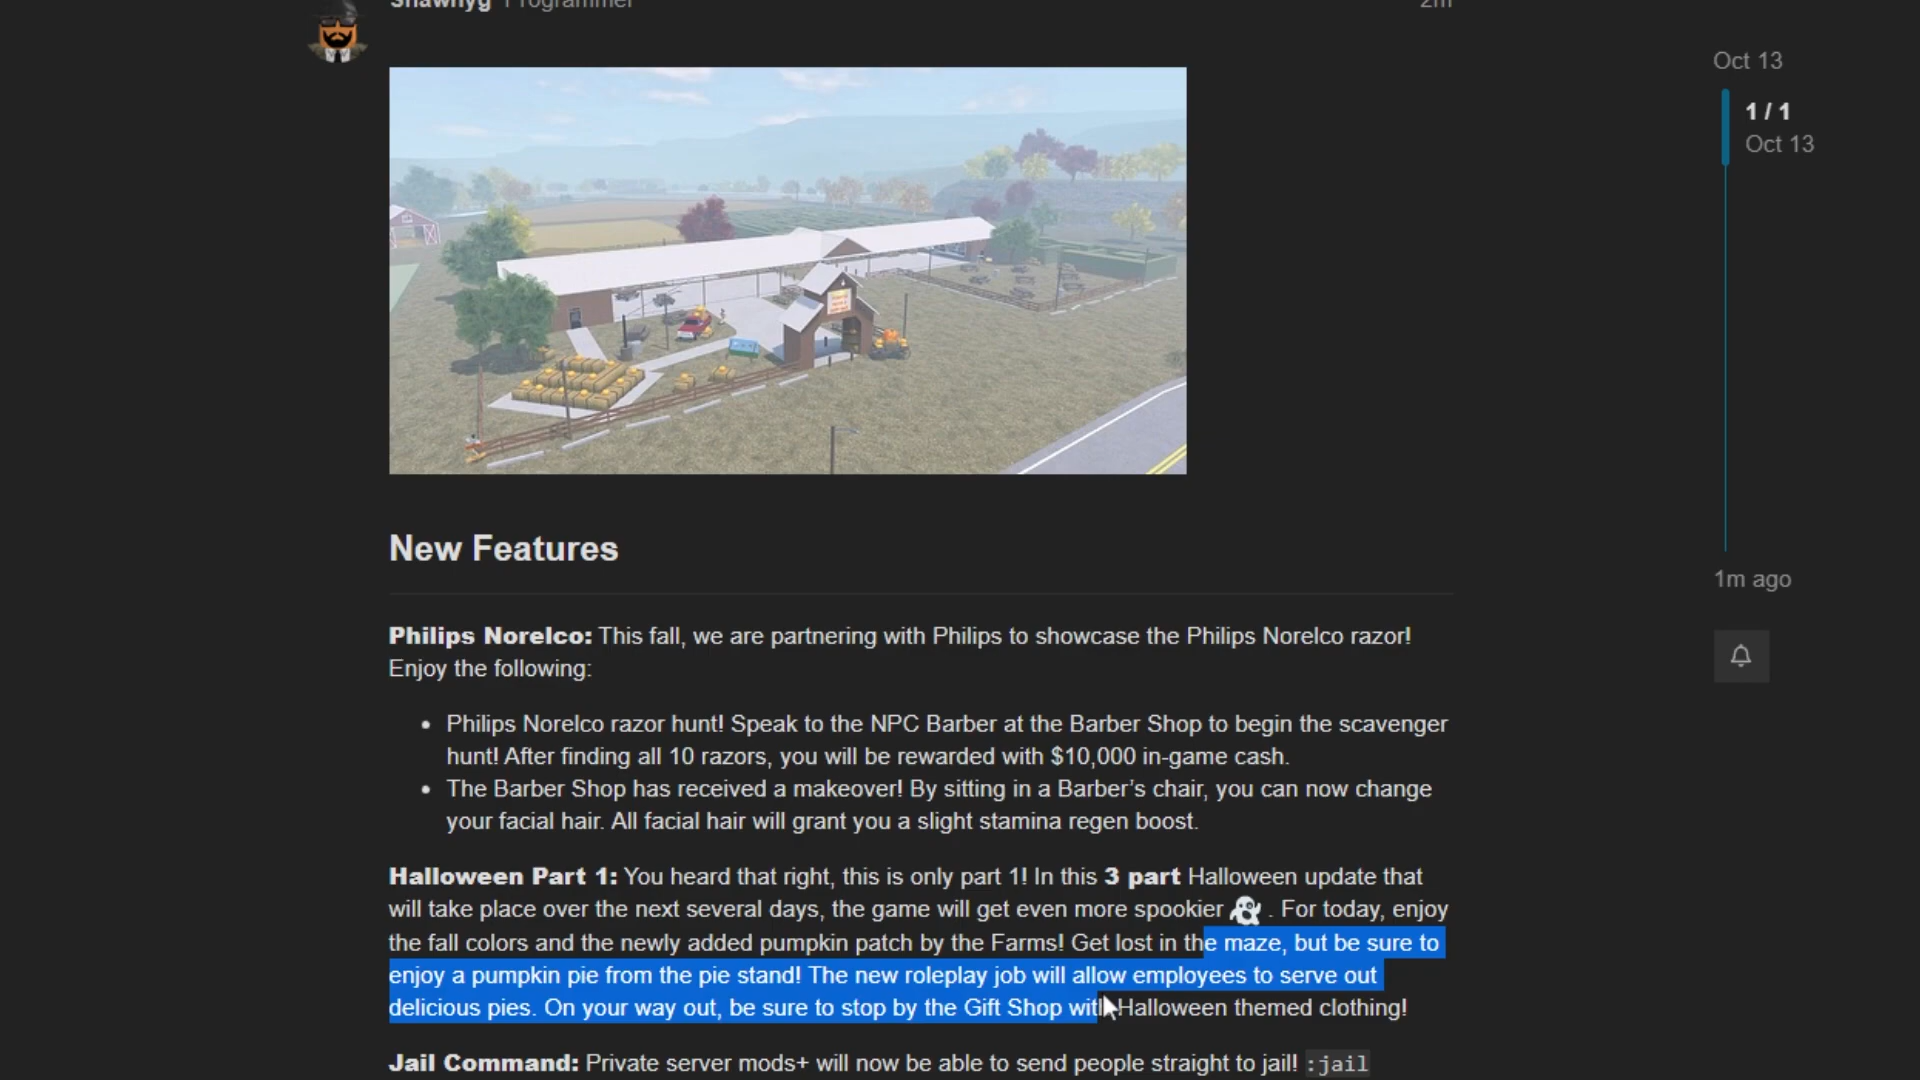 Shawnyg Programmer 2m
Oct 13
1 / 1
Oct 13
1m ago
New Features
Philips Norelco: This fall, we are partnering with Philips to showcase the Philips Norelco razor!
Enjoy the following:
• Philips Norelco razor hunt! Speak to the NPC Barber at the Barber Shop to begin the scavenger
hunt! After finding all 10 razors, you will be rewarded with $10,000 in-game cash.
• The Barber Shop has received a makeover! By sitting in a Barber’s chair, you can now change
your facial hair. All facial hair will grant you a slight stamina regen boost.
Halloween Part 1: You heard that right, this is only part 1! In this 3 part Halloween update that
will take place over the next several days, the game will get even more spookier 👻 . For today, enjoy
the fall colors and the newly added pumpkin patch by the Farms! Get lost in the maze, but be sure to
enjoy a pumpkin pie from the pie stand! The new roleplay job will allow employees to serve out
delicious pies. On your way out, be sure to stop by the Gift Shop with Halloween themed clothing!
Jail Command: Private server mods+ will now be able to send people straight to jail! :jail